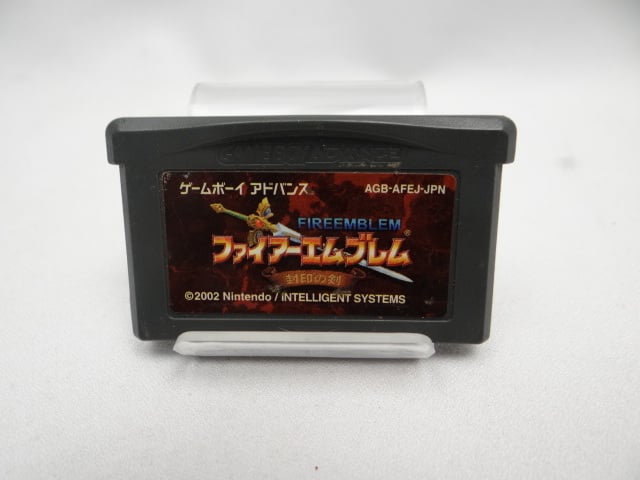 GAME BOY ADVANCE
ゲームボーイ アドバンス
AGB-AFEJ-JPN
FIREEMBLEM
ファイアーエムブレム®
封印の剣
©2002 Nintendo / iNTELLIGENT SYSTEMS